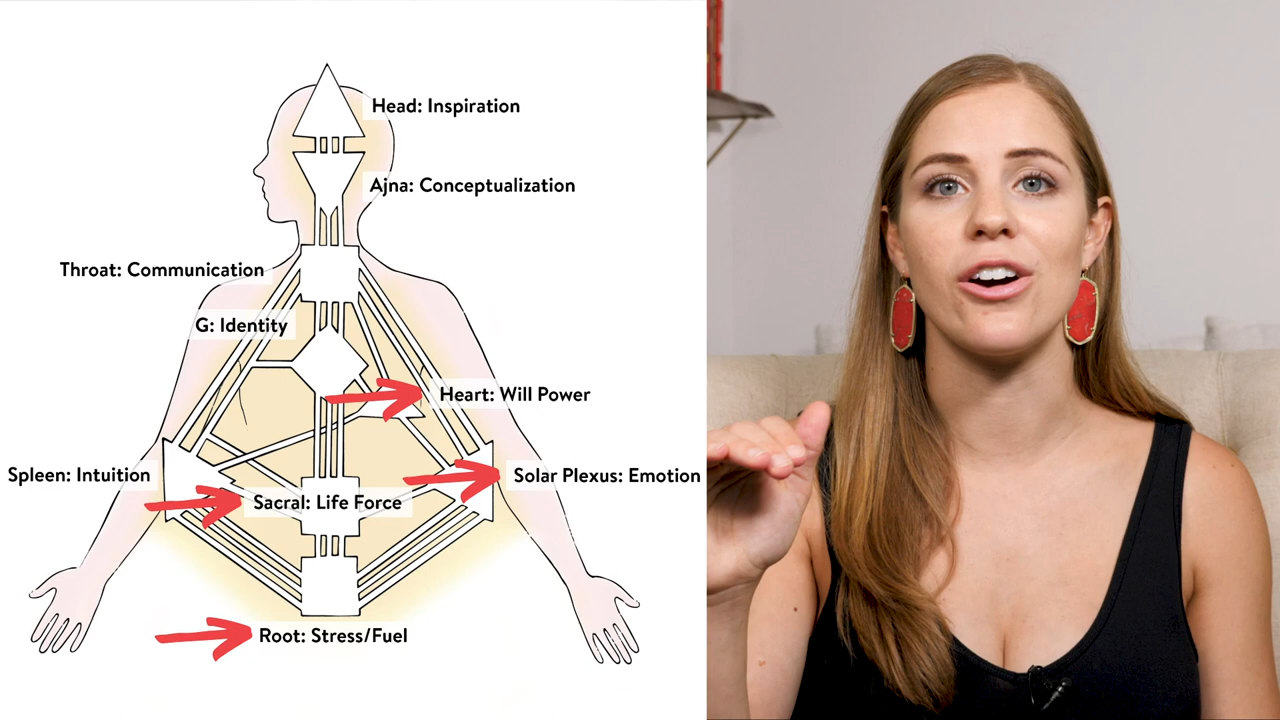 Head: Inspiration
Ajna: Conceptualization
Throat: Communication
G: Identity
Heart: Will Power
Spleen: Intuition
Solar Plexus: Emotion
Sacral: Life Force
Root: Stress/Fuel